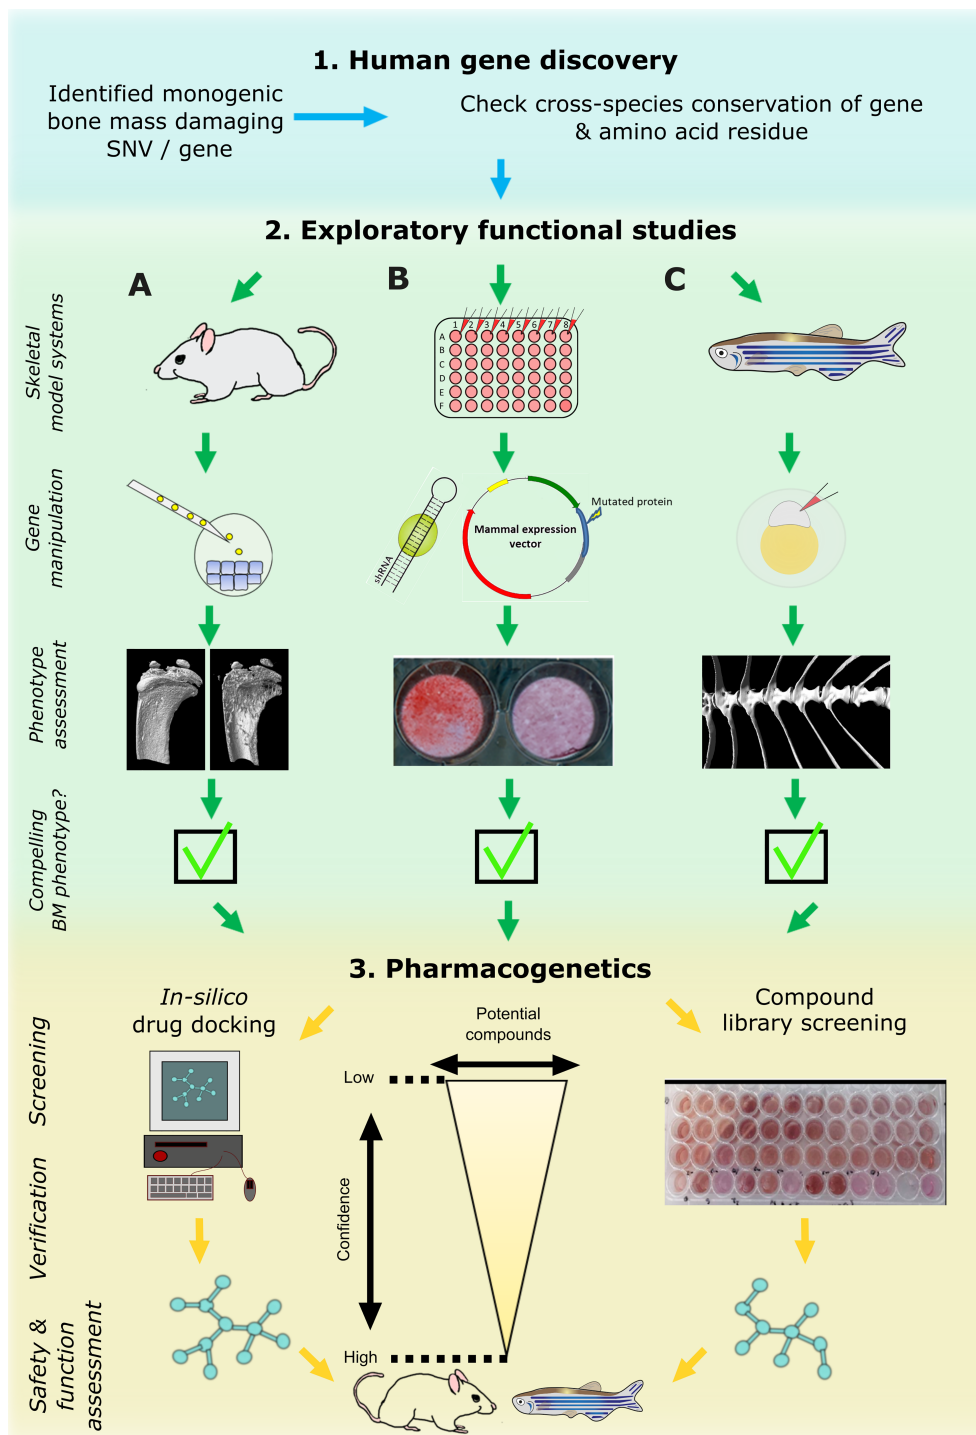 1. Human gene discovery
Identified monogenic
bone mass damaging
SNV / gene
Check cross-species conservation of gene
& amino acid residue
2. Exploratory functional studies
A
B
C
Skeletal
model systems
1 2 3 4 5 6 7 8
A
B
C
D
E
F
Gene
manipulation
shRNA
Mammal expression
vector
Mutated protein
Phenotype
assessment
Compelling
BM phenotype?
3. Pharmacogenetics
In-silico
drug docking
Potential
compounds
Compound
library screening
Screening
Low
Confidence
Verification
High
Safety &
function
assessment